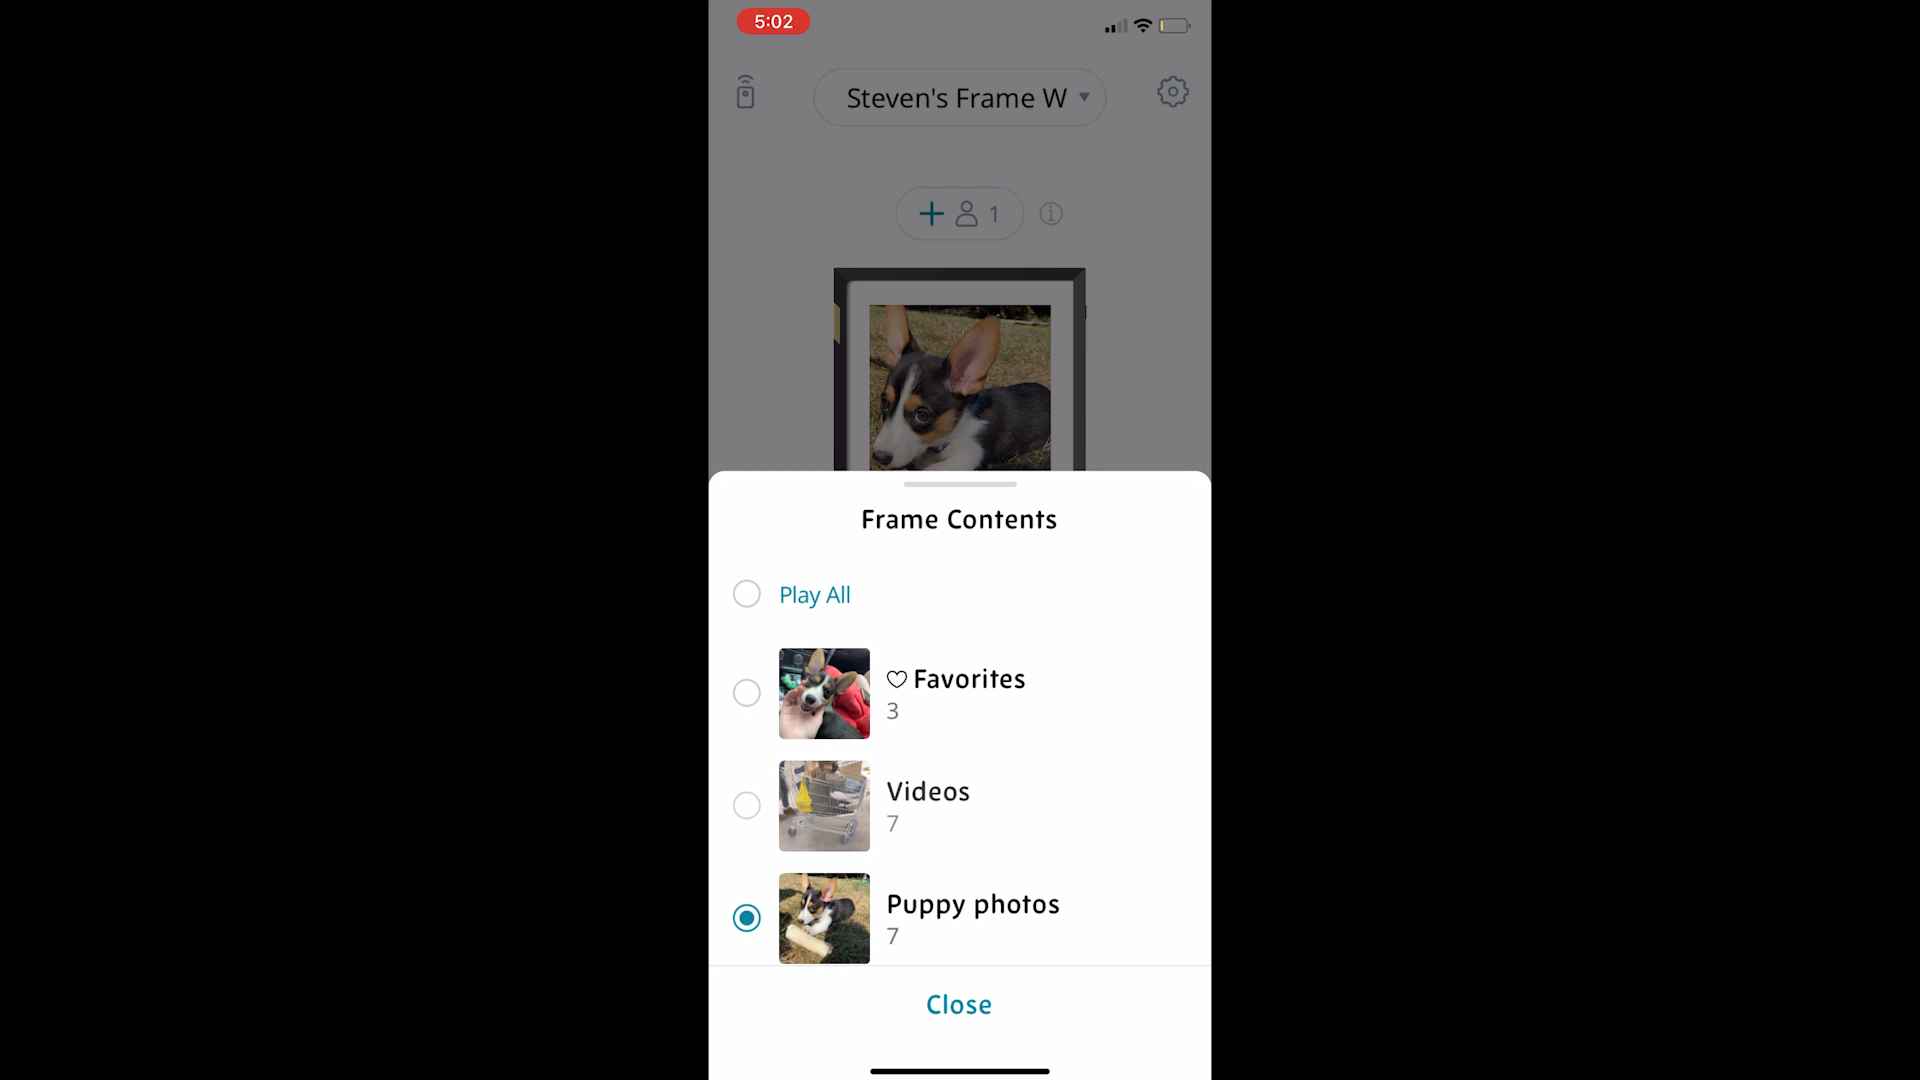 5:02
Steven's Frame W
1
Frame Contents
Play All
Favorites
3
Videos
7
Puppy photos
7
Close